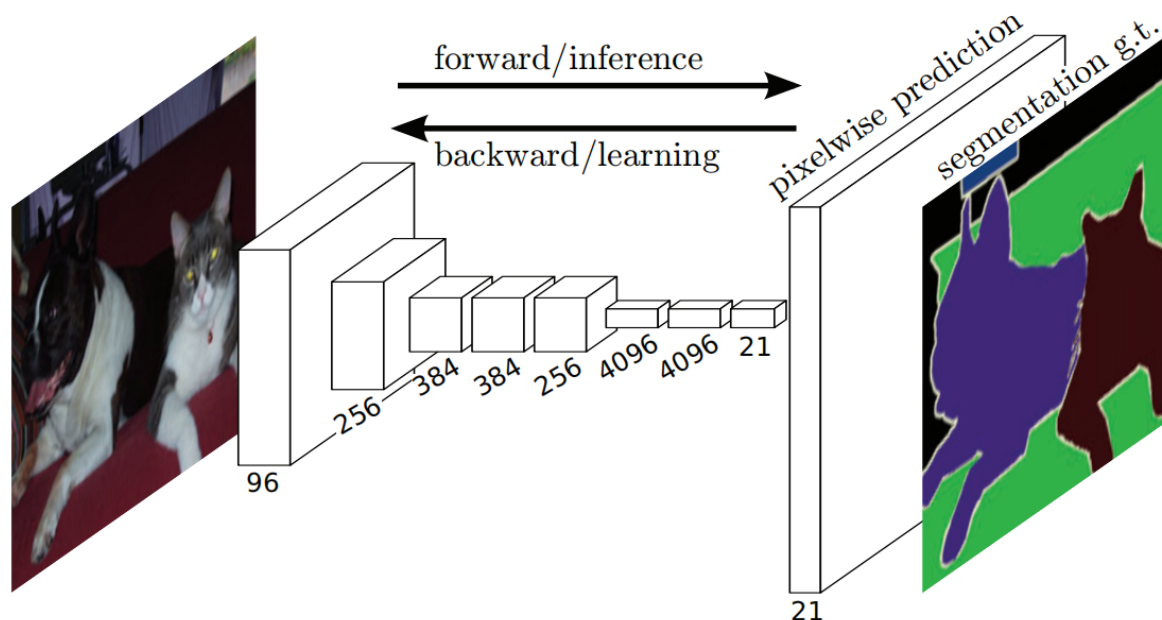 forward/inference
backward/learning
pixelwise prediction
segmentation g.t.
96
256
384
384
256
4096
4096
21
21